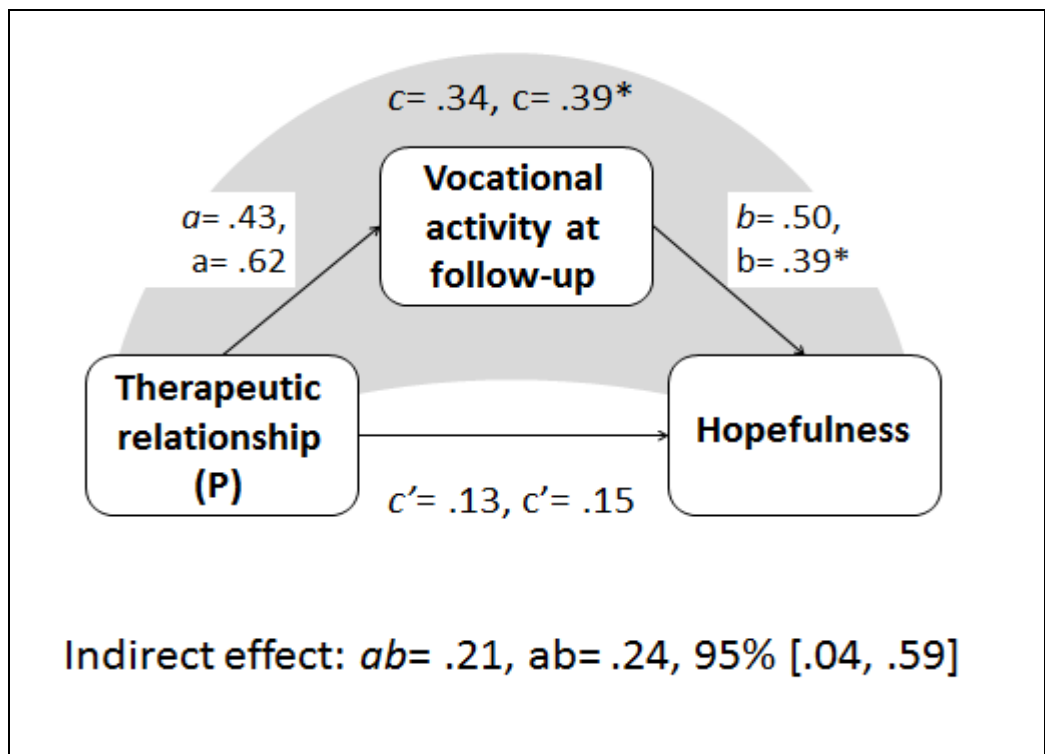 c= .34, c= .39*
Vocational
activity at
follow-up
a= .43,
a= .62
b= .50,
b= .39*
Therapeutic
relationship
(P)
Hopefulness
c’= .13, c’= .15
Indirect effect: ab= .21, ab= .24, 95% [.04, .59]